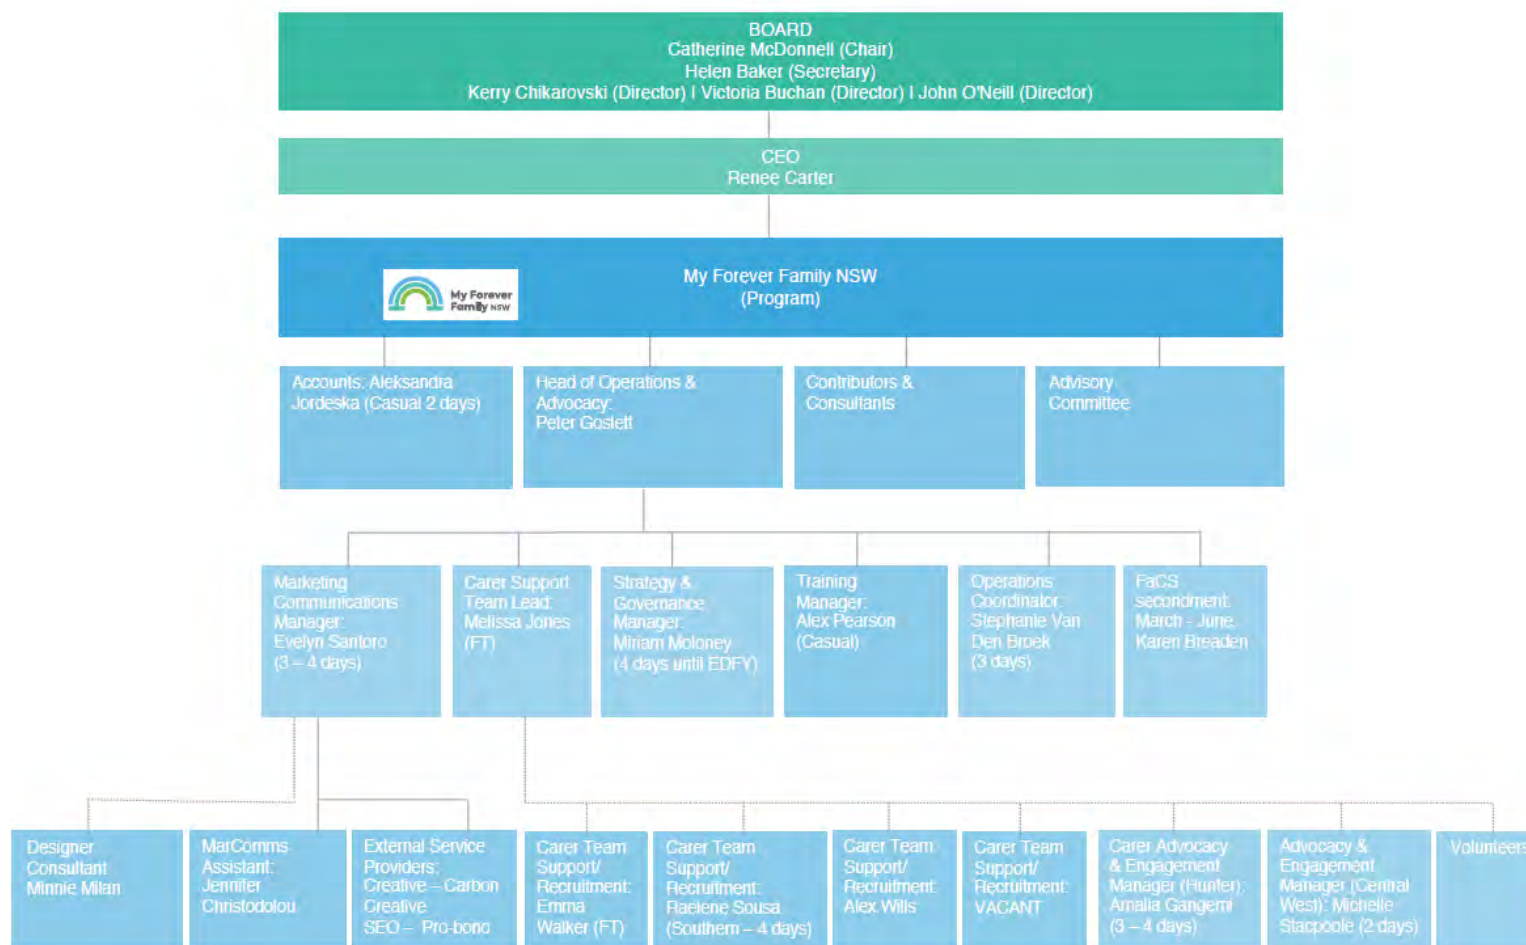 BOARD
Catherine McDonnell (Chair)
Helen Baker (Secretary)
Kerry Chikarovski (Director) I Victoria Buchan (Director) I John O'Neill (Director)
CEO
Renee Carter
My Forever
Family NSW
My Forever Family NSW
(Program)
Accounts: Aleksandra
Jordeska (Casual 2 days)
Head of Operations &
Advocacy:
Peter Goslett
Contributors &
Consultants
Advisory
Committee
Marketing
Communications
Manager:
Evelyn Santoro
(3 – 4 days)
Carer Support
Team Lead:
Melissa Jones
(FT)
Strategy &
Governance
Manager:
Miriam Moloney
(4 days until EDFY)
Training
Manager:
Alex Pearson
(Casual)
Operations
Coordinator:
Stephanie Van
Den Broek
(3 days)
FaCS
secondment:
March - June,
Karen Breaden
Designer
Consultant
Minnie Milan
MarComms
Assistant:
Jennifer
Christodolou
External Service
Providers:
Creative – Carbon
Creative
SEO – Pro-bono
Carer Team
Support/
Recruitment:
Emma
Walker (FT)
Carer Team
Support/
Recruitment:
Raelene Sousa
(Southern – 4 days)
Carer Team
Support/
Recruitment:
Alex Wills
Carer Team
Support/
Recruitment:
VACANT
Carer Advocacy
& Engagement
Manager (Hunter):
Amalia Gangemi
(3 – 4 days)
Advocacy &
Engagement
Manager (Central
West): Michelle
Stacpoole (2 days)
Volunteers